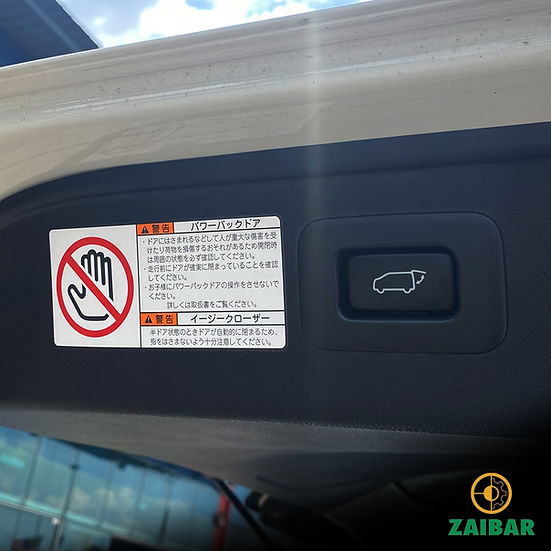 警告 パワーバックドア
・ドアにはさまれるなどして人が重大な傷害を受
けたり荷物を損傷するおそれがあるため開閉時
は周囲の状態を必ず確認してください。
・走行前にドアが確実に閉まっていることを確認
してください。
・お子様にパワーバックドアの操作をさせないで
ください。
詳しくは取扱書をご覧ください。
警告 イージークローザー
半ドア状態のときドアが自動的に閉まるため、
指をはさまないよう十分注意してください。
ZAIBAR